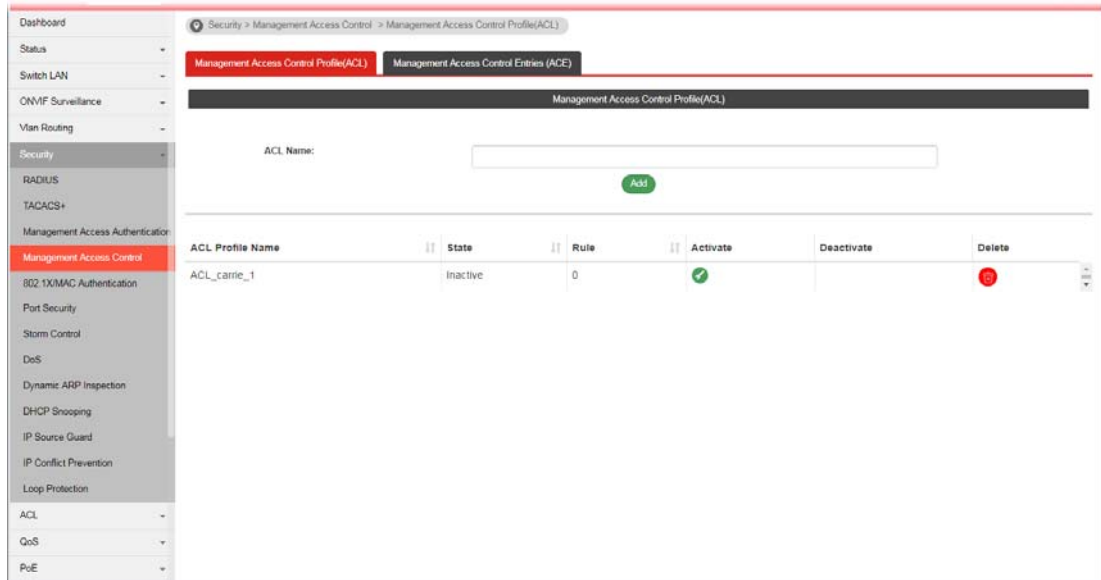 Dashboard
Status
Switch LAN
ONVIF Surveillance
Vlan Routing
Security
RADIUS
TACACS+
Management Access Authentication
Management Access Control
802.1X/MAC Authentication
Port Security
Storm Control
DoS
Dynamic ARP Inspection
DHCP Snooping
IP Source Guard
IP Conflict Prevention
Loop Protection
ACL
QoS
PoE
Security > Management Access Control > Management Access Control Profile(ACL)
Management Access Control Profile(ACL) Management Access Control Entries (ACE)
Management Access Control Profile(ACL)
ACL Name:
Add
ACL Profile Name State Rule Activate Deactivate Delete
ACL_carrie_1 Inactive 0